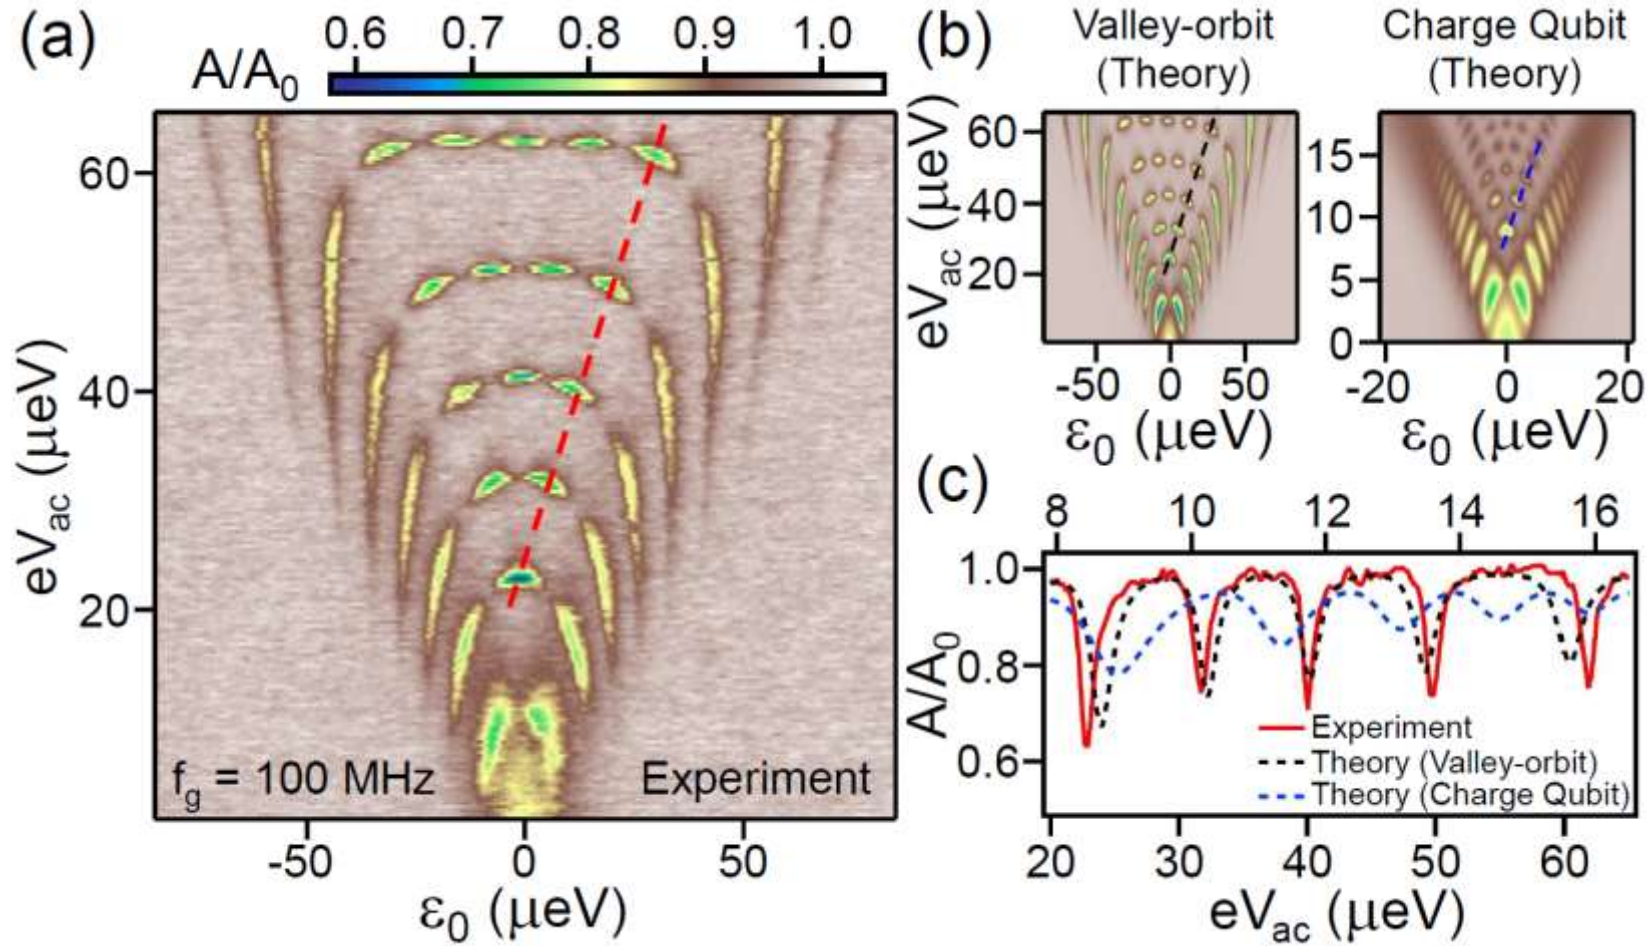 (a)
0.6 0.7 0.8 0.9 1.0
A/A0
60
40
20
eVac (μeV)
fg = 100 MHz
Experiment
-50 0 50
ε0 (μeV)
(b)
Valley-orbit
(Theory)
60
40
20
eVac (μeV)
-50 0 50
ε0 (μeV)
Charge Qubit
(Theory)
15
10
5
0
-20 0 20
ε0 (μeV)
(c)
8 10 12 14 16
1.0
0.8
0.6
A/A0
Experiment
Theory (Valley-orbit)
Theory (Charge Qubit)
20 30 40 50 60
eVac (μeV)